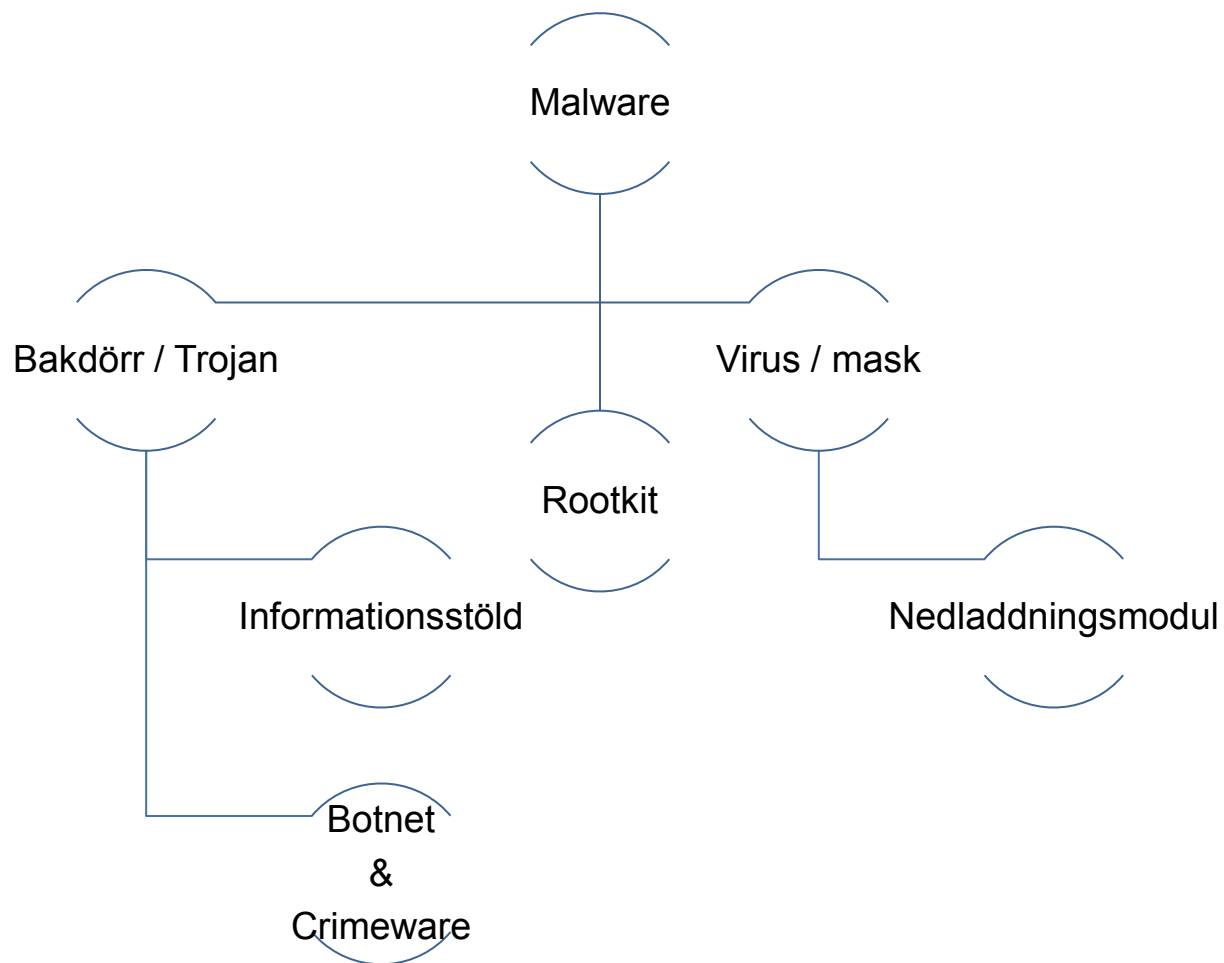 Malware
Bakdörr / Trojan
Virus / mask
Rootkit
Informationsstöld
Nedladdningsmodul
Botnet
&
Crimeware